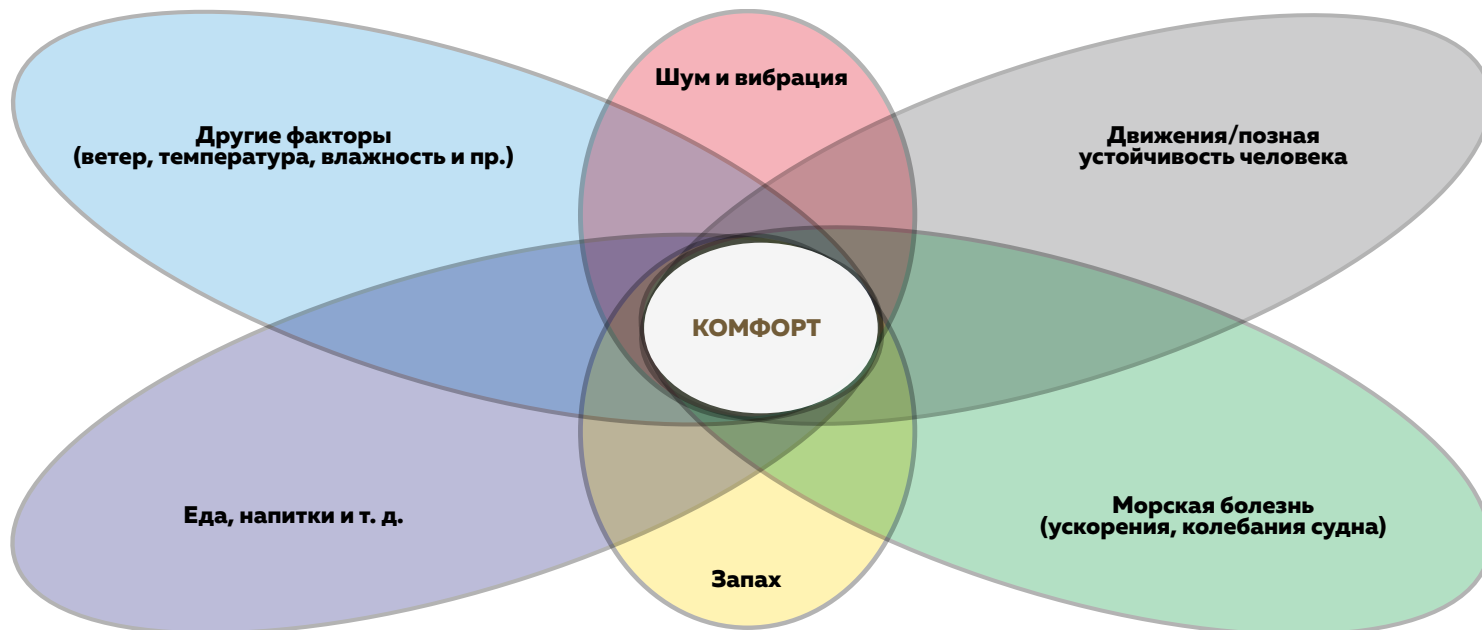 Шум и вибрация
Другие факторы
(ветер, температура, влажность и пр.)
Движения/позная
устойчивость человека
КОМФОРТ
Еда, напитки и т. д.
Морская болезнь
(ускорения, колебания судна)
Запах